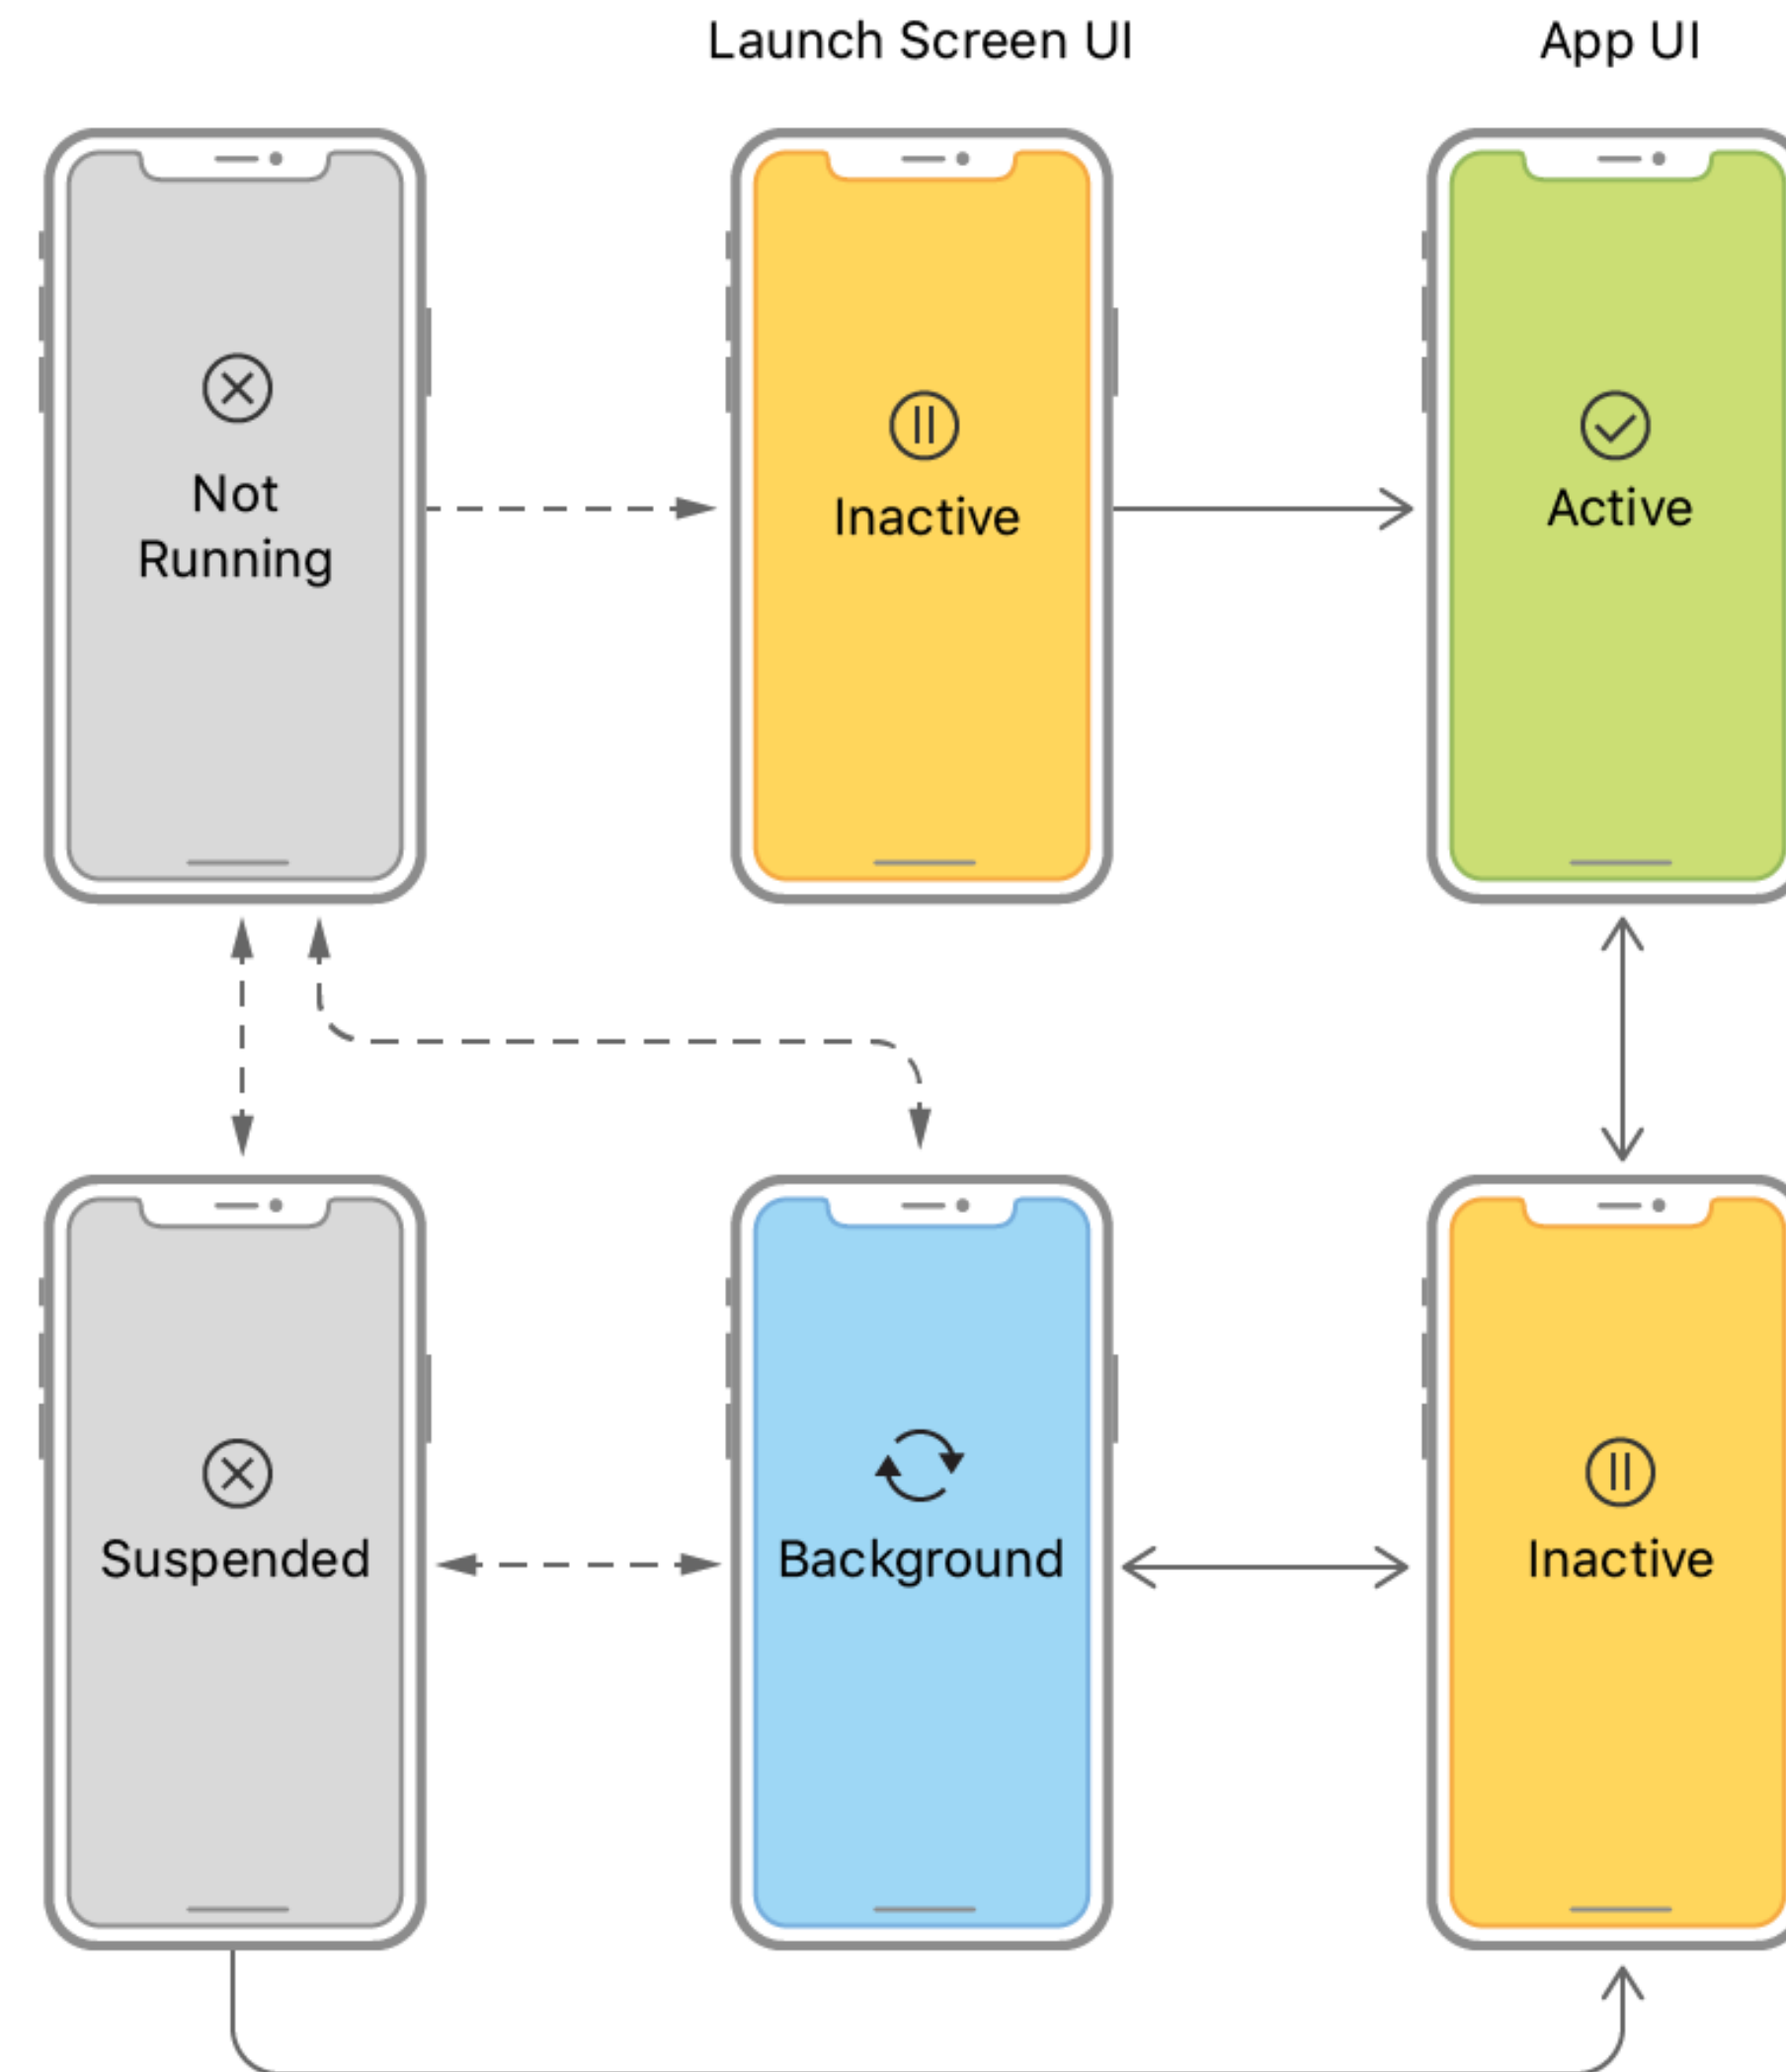 Launch Screen UI
App UI
Not
Running
Inactive
Active
Suspended
Background
Inactive